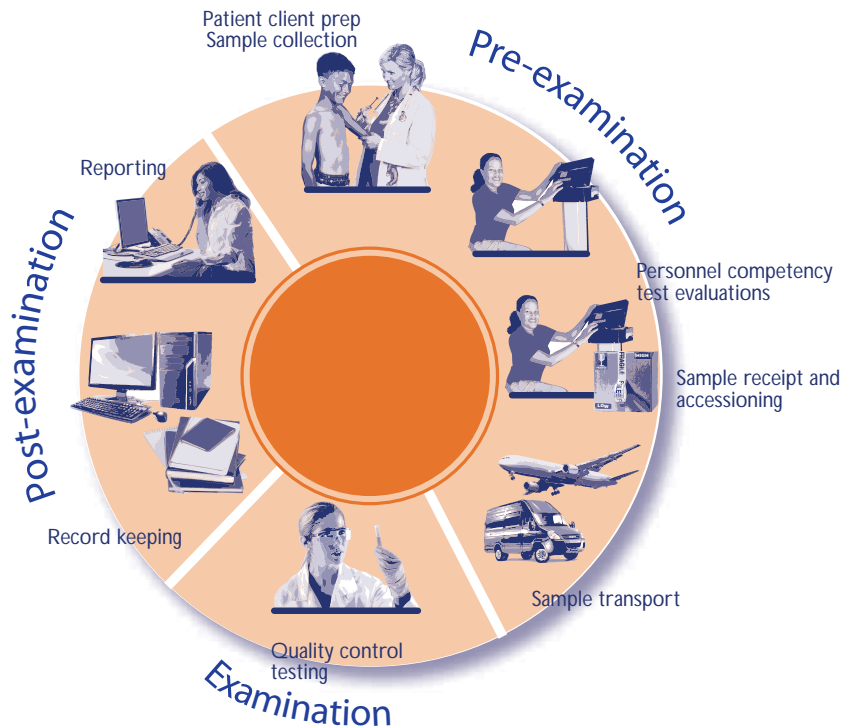 Patient client prep
Sample collection
Pre-examination
Reporting
Personnel competency
test evaluations
Post-examination
FRAGILE
Sample receipt and
accessioning
Record keeping
Sample transport
Quality control
testing
Examination